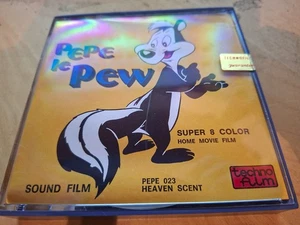 PEPE
le
Pew
SUPER 8 COLOR
HOME MOVIE FILM
SOUND FILM
PEPE 023
HEAVEN SCENT
techno
film